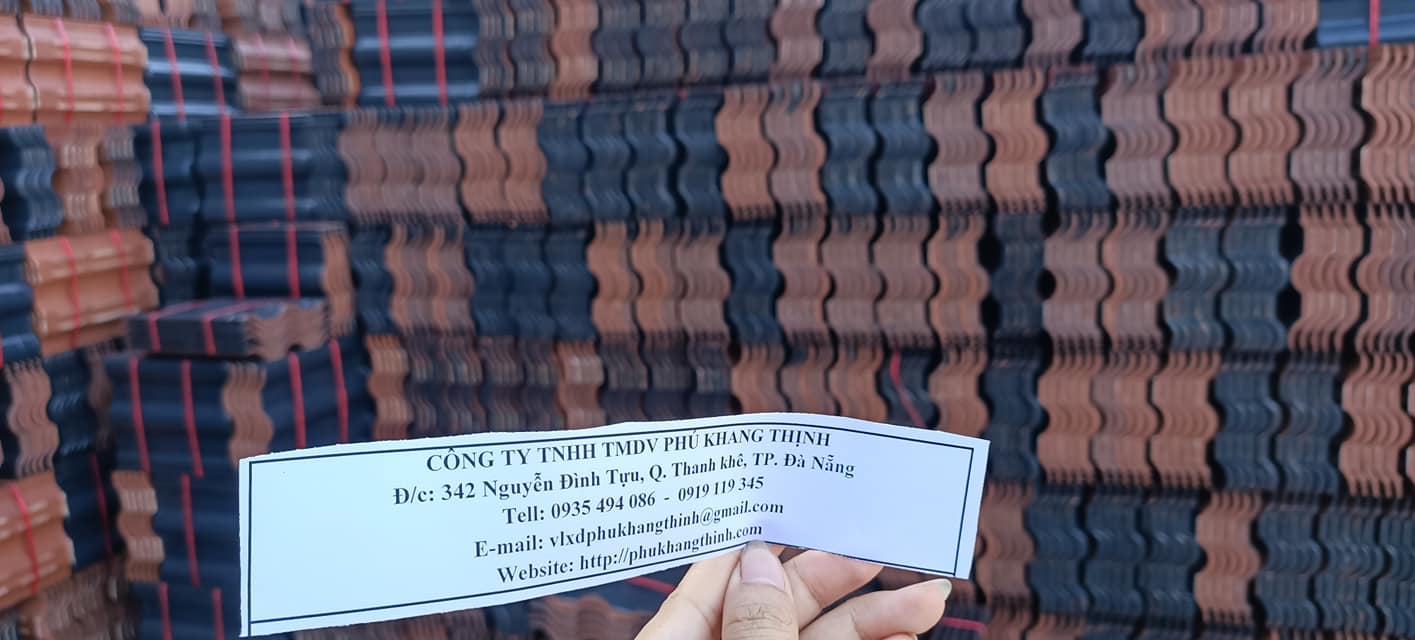 CÔNG TY TNHH TMDV PHÚ KHANG THỊNH
Đ/c: 342 Nguyễn Đình Tựu, Q. Thanh khê, TP. Đà Nẵng
Tell: 0935 494 086 - 0919 119 345
E-mail: vlxdphukhangthinh@gmail.com
Website: http://phukhangthinh.com